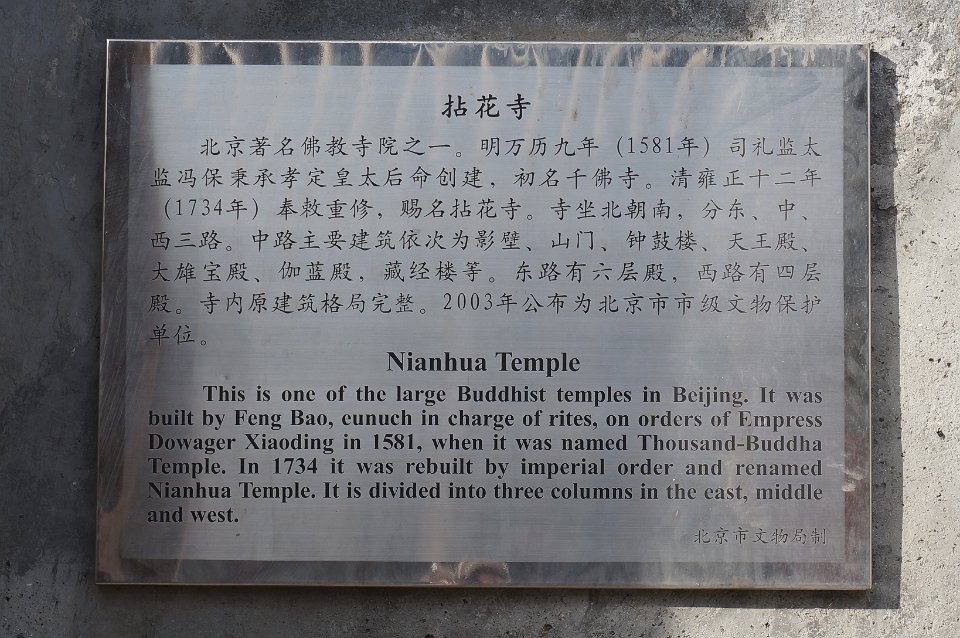 拈花寺
北京著名佛教寺院之一。明万历九年（1581年）司礼监太
监冯保秉承孝定皇太后命创建，初名千佛寺。清雍正十二年
（1734年）奉敕重修，赐名拈花寺。寺坐北朝南，分东、中、
西三路。中路主要建筑依次为影壁、山门、钟鼓楼、天王殿、
大雄宝殿、伽蓝殿，藏经楼等。东路有六层殿，西路有四层
殿。寺内原建筑格局完整。2003年公布为北京市市级文物保护
单位。
Nianhua Temple
This is one of the large Buddhist temples in Beijing. It was
built by Feng Bao, eunuch in charge of rites, on orders of Empress
Dowager Xiaoding in 1581, when it was named Thousand-Buddha
Temple. In 1734 it was rebuilt by imperial order and renamed
Nianhua Temple. It is divided into three columns in the east, middle
and west.
北京市文物局制